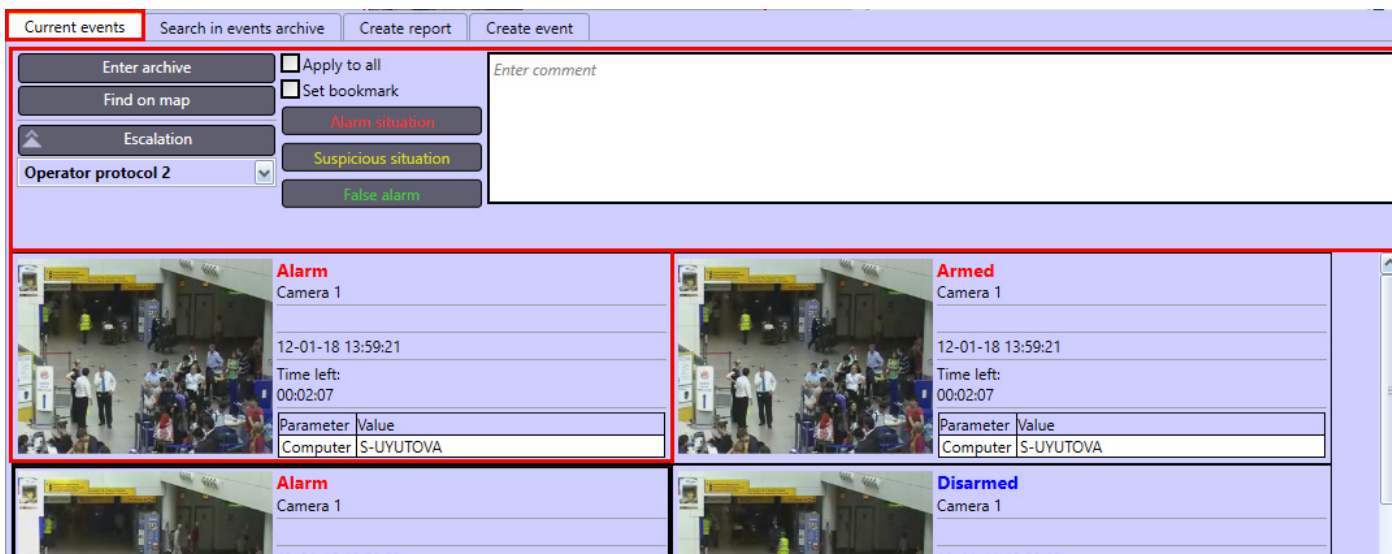 Current events
Search in events archive
Create report
Create event
Enter archive
Find on map
Escalation
Operator protocol 2
Apply to all
Set bookmark
Alarm situation
Suspicious situation
False alarm
Enter comment
Alarm
Camera 1
12-01-18 13:59:21
Time left:
00:02:07
Parameter Value
Computer S-UYUTOVA
Armed
Camera 1
12-01-18 13:59:21
Time left:
00:02:07
Parameter Value
Computer S-UYUTOVA
Alarm
Camera 1
Disarmed
Camera 1